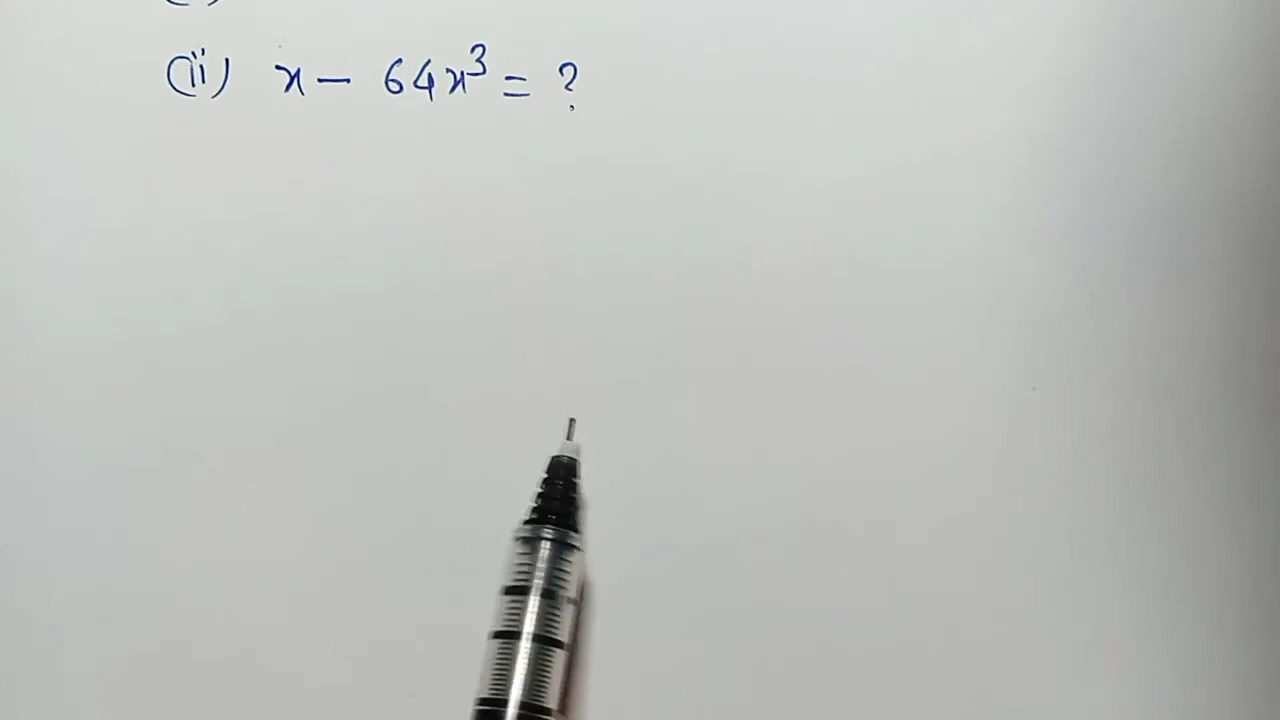 (ii) x - 64x³ = ?